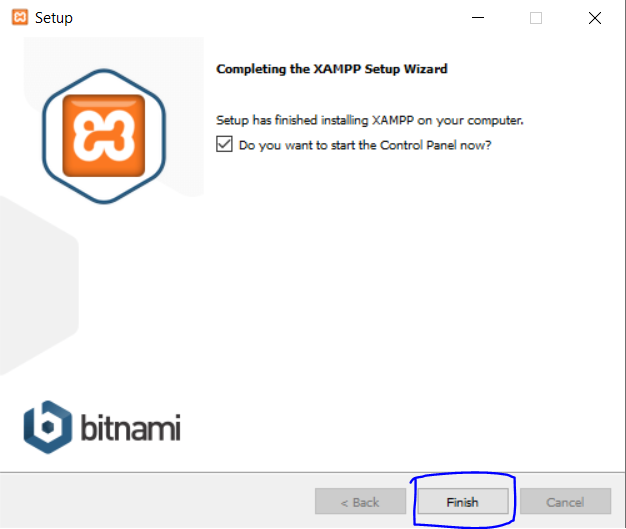 Setup
Completing the XAMPP Setup Wizard
Setup has finished installing XAMPP on your computer.
Do you want to start the Control Panel now?
bitnami
< Back
Finish
Cancel